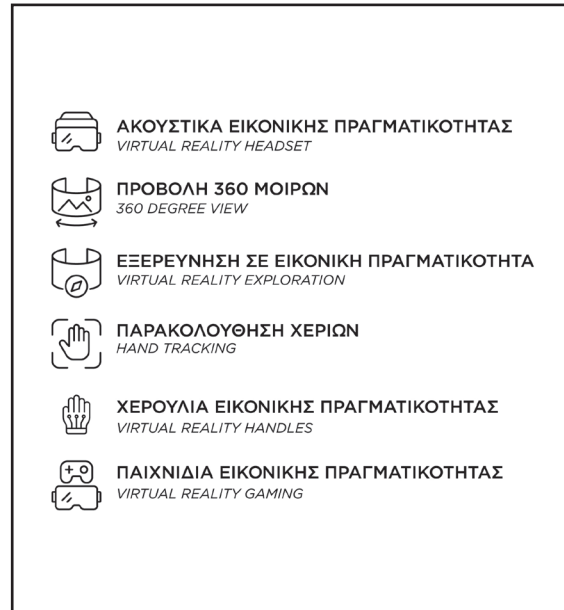 ΑΚΟΥΣΤΙΚΑ ΕΙΚΟΝΙΚΗΣ ΠΡΑΓΜΑΤΙΚΟΤΗΤΑΣ
VIRTUAL REALITY HEADSET
ΠΡΟΒΟΛΗ 360 ΜΟΙΡΩΝ
360 DEGREE VIEW
ΕΞΕΡΕΥΝΗΣΗ ΣΕ ΕΙΚΟΝΙΚΗ ΠΡΑΓΜΑΤΙΚΟΤΗΤΑ
VIRTUAL REALITY EXPLORATION
ΠΑΡΑΚΟΛΟΥΘΗΣΗ ΧΕΡΙΩΝ
HAND TRACKING
ΧΕΡΟΥΛΙΑ ΕΙΚΟΝΙΚΗΣ ΠΡΑΓΜΑΤΙΚΟΤΗΤΑΣ
VIRTUAL REALITY HANDLES
ΠΑΙΧΝΙΔΙΑ ΕΙΚΟΝΙΚΗΣ ΠΡΑΓΜΑΤΙΚΟΤΗΤΑΣ
VIRTUAL REALITY GAMING